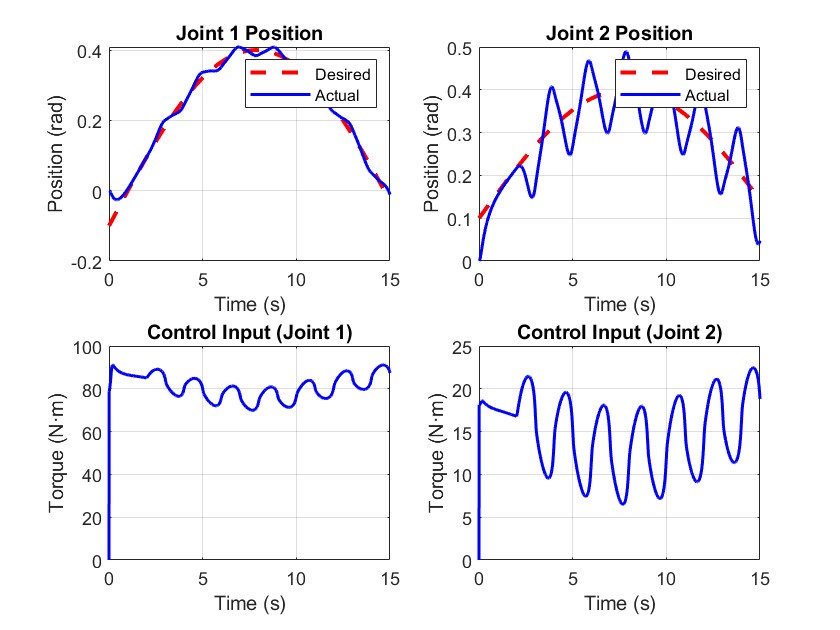 Joint 1 Position
Position (rad)
0.4
0.2
0
-0.2
Desired
Actual
0
5
10
15
Time (s)
Joint 2 Position
Position (rad)
0.5
0.4
0.3
0.2
0.1
0
Desired
Actual
0
5
10
15
Time (s)
Control Input (Joint 1)
Torque (N·m)
100
80
60
40
20
0
0
5
10
15
Time (s)
Control Input (Joint 2)
Torque (N·m)
25
20
15
10
5
0
0
5
10
15
Time (s)